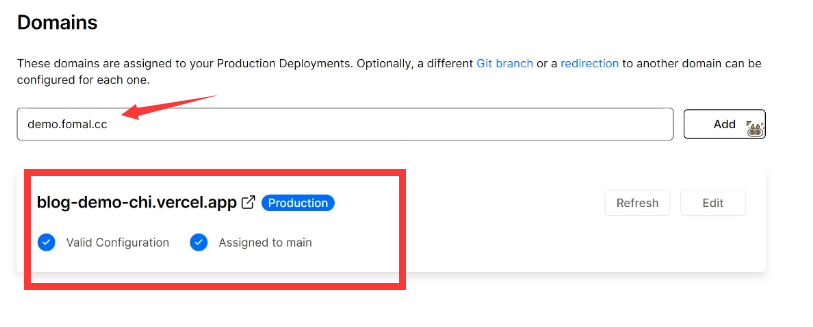 Domains
These domains are assigned to your Production Deployments. Optionally, a different Git branch or a redirection to another domain can be
configured for each one.
demo.fomal.cc
Add
blog-demo-chi.vercel.app Production
Refresh
Edit
Valid Configuration
Assigned to main